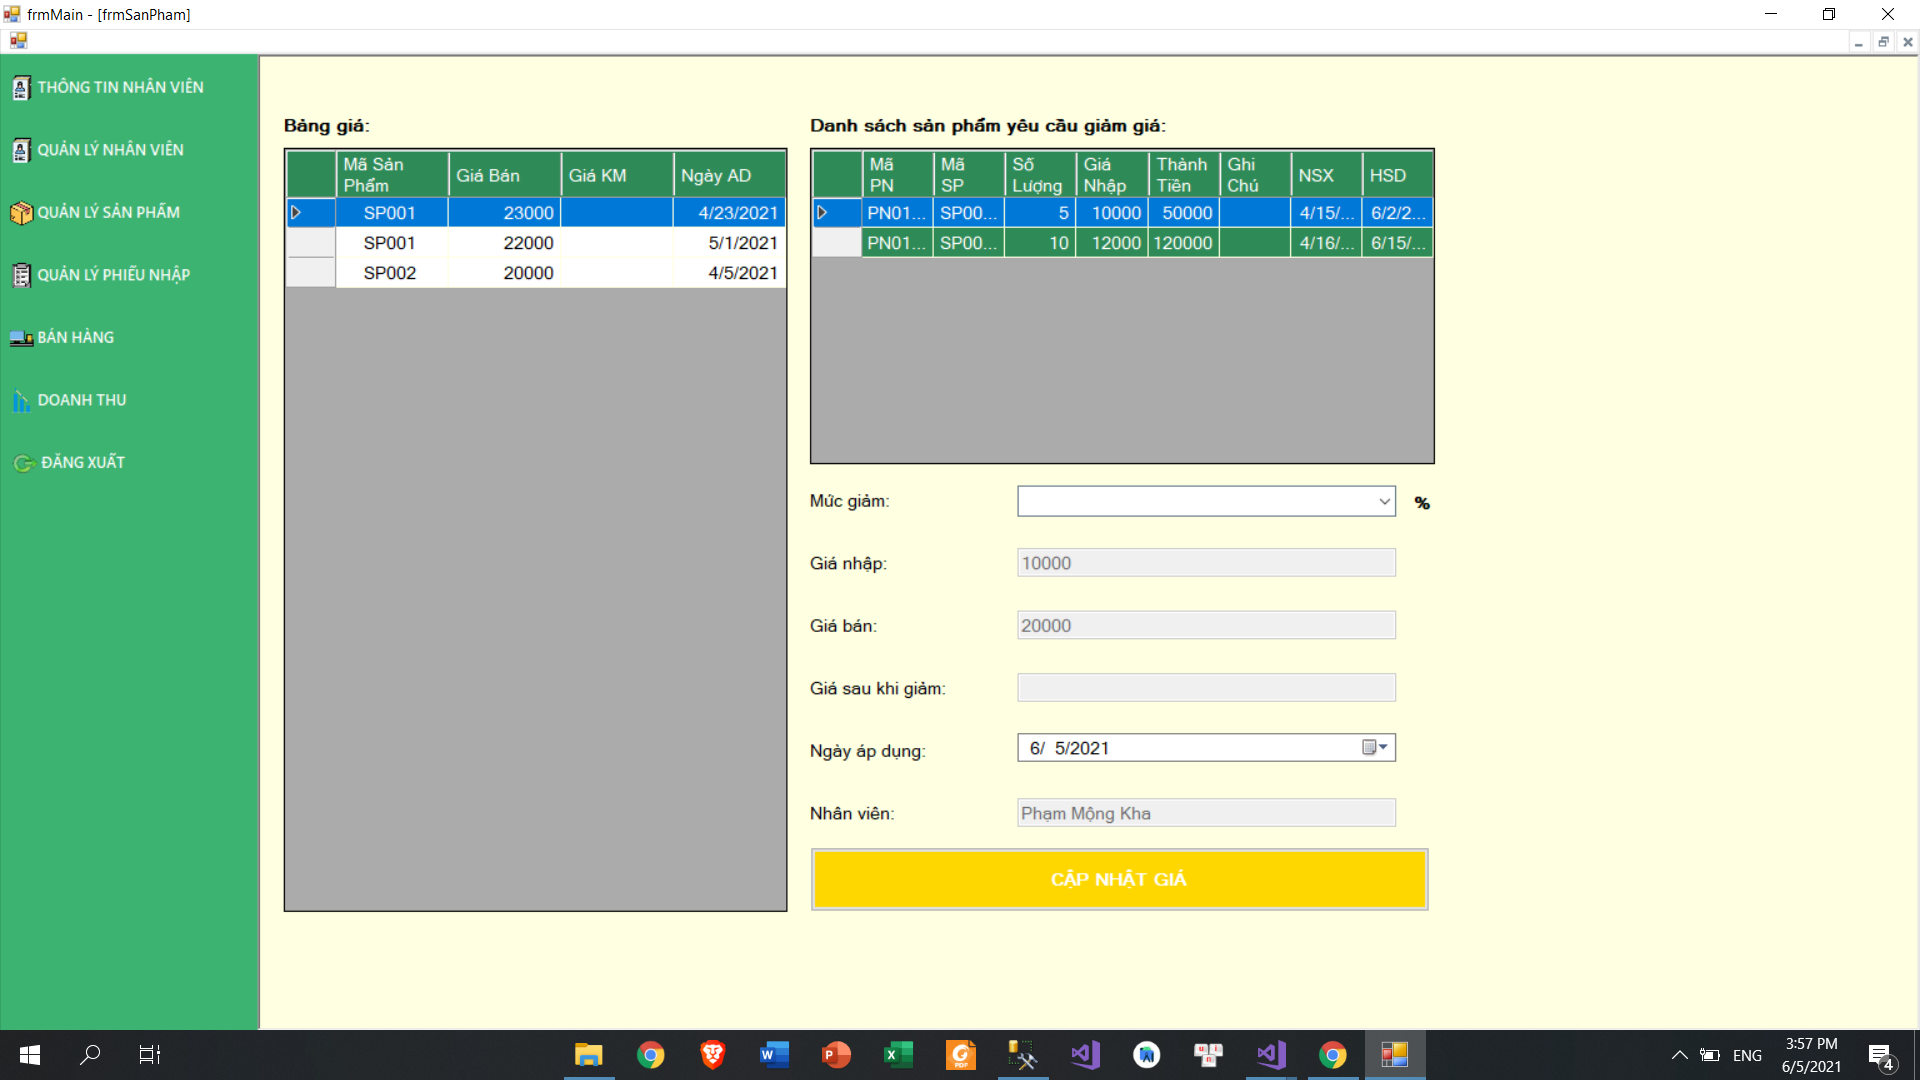 frmMain - [frmSanPham]
THÔNG TIN NHÂN VIÊN
QUẢN LÝ NHÂN VIÊN
QUẢN LÝ SẢN PHẨM
QUẢN LÝ PHIẾU NHẬP
BÁN HÀNG
DOANH THU
ĐĂNG XUẤT
Bảng giá:
Mã Sản Phẩm Giá Bán Giá KM Ngày AD
SP001 23000 4/23/2021
SP001 22000 5/1/2021
SP002 20000 4/5/2021
Danh sách sản phẩm yêu cầu giảm giá:
Mã PN Mã SP Số Lượng Giá Nhập Thành Tiền Ghi Chú NSX HSD
PN01... SP00... 5 10000 50000 4/15/... 6/2/2...
PN01... SP00... 10 12000 120000 4/16/... 6/15/...
Mức giảm: %
Giá nhập: 10000
Giá bán: 20000
Giá sau khi giảm:
Ngày áp dụng: 6/ 5/2021
Nhân viên: Phạm Mộng Kha
CẬP NHẬT GIÁ
ENG
3:57 PM
6/5/2021
4